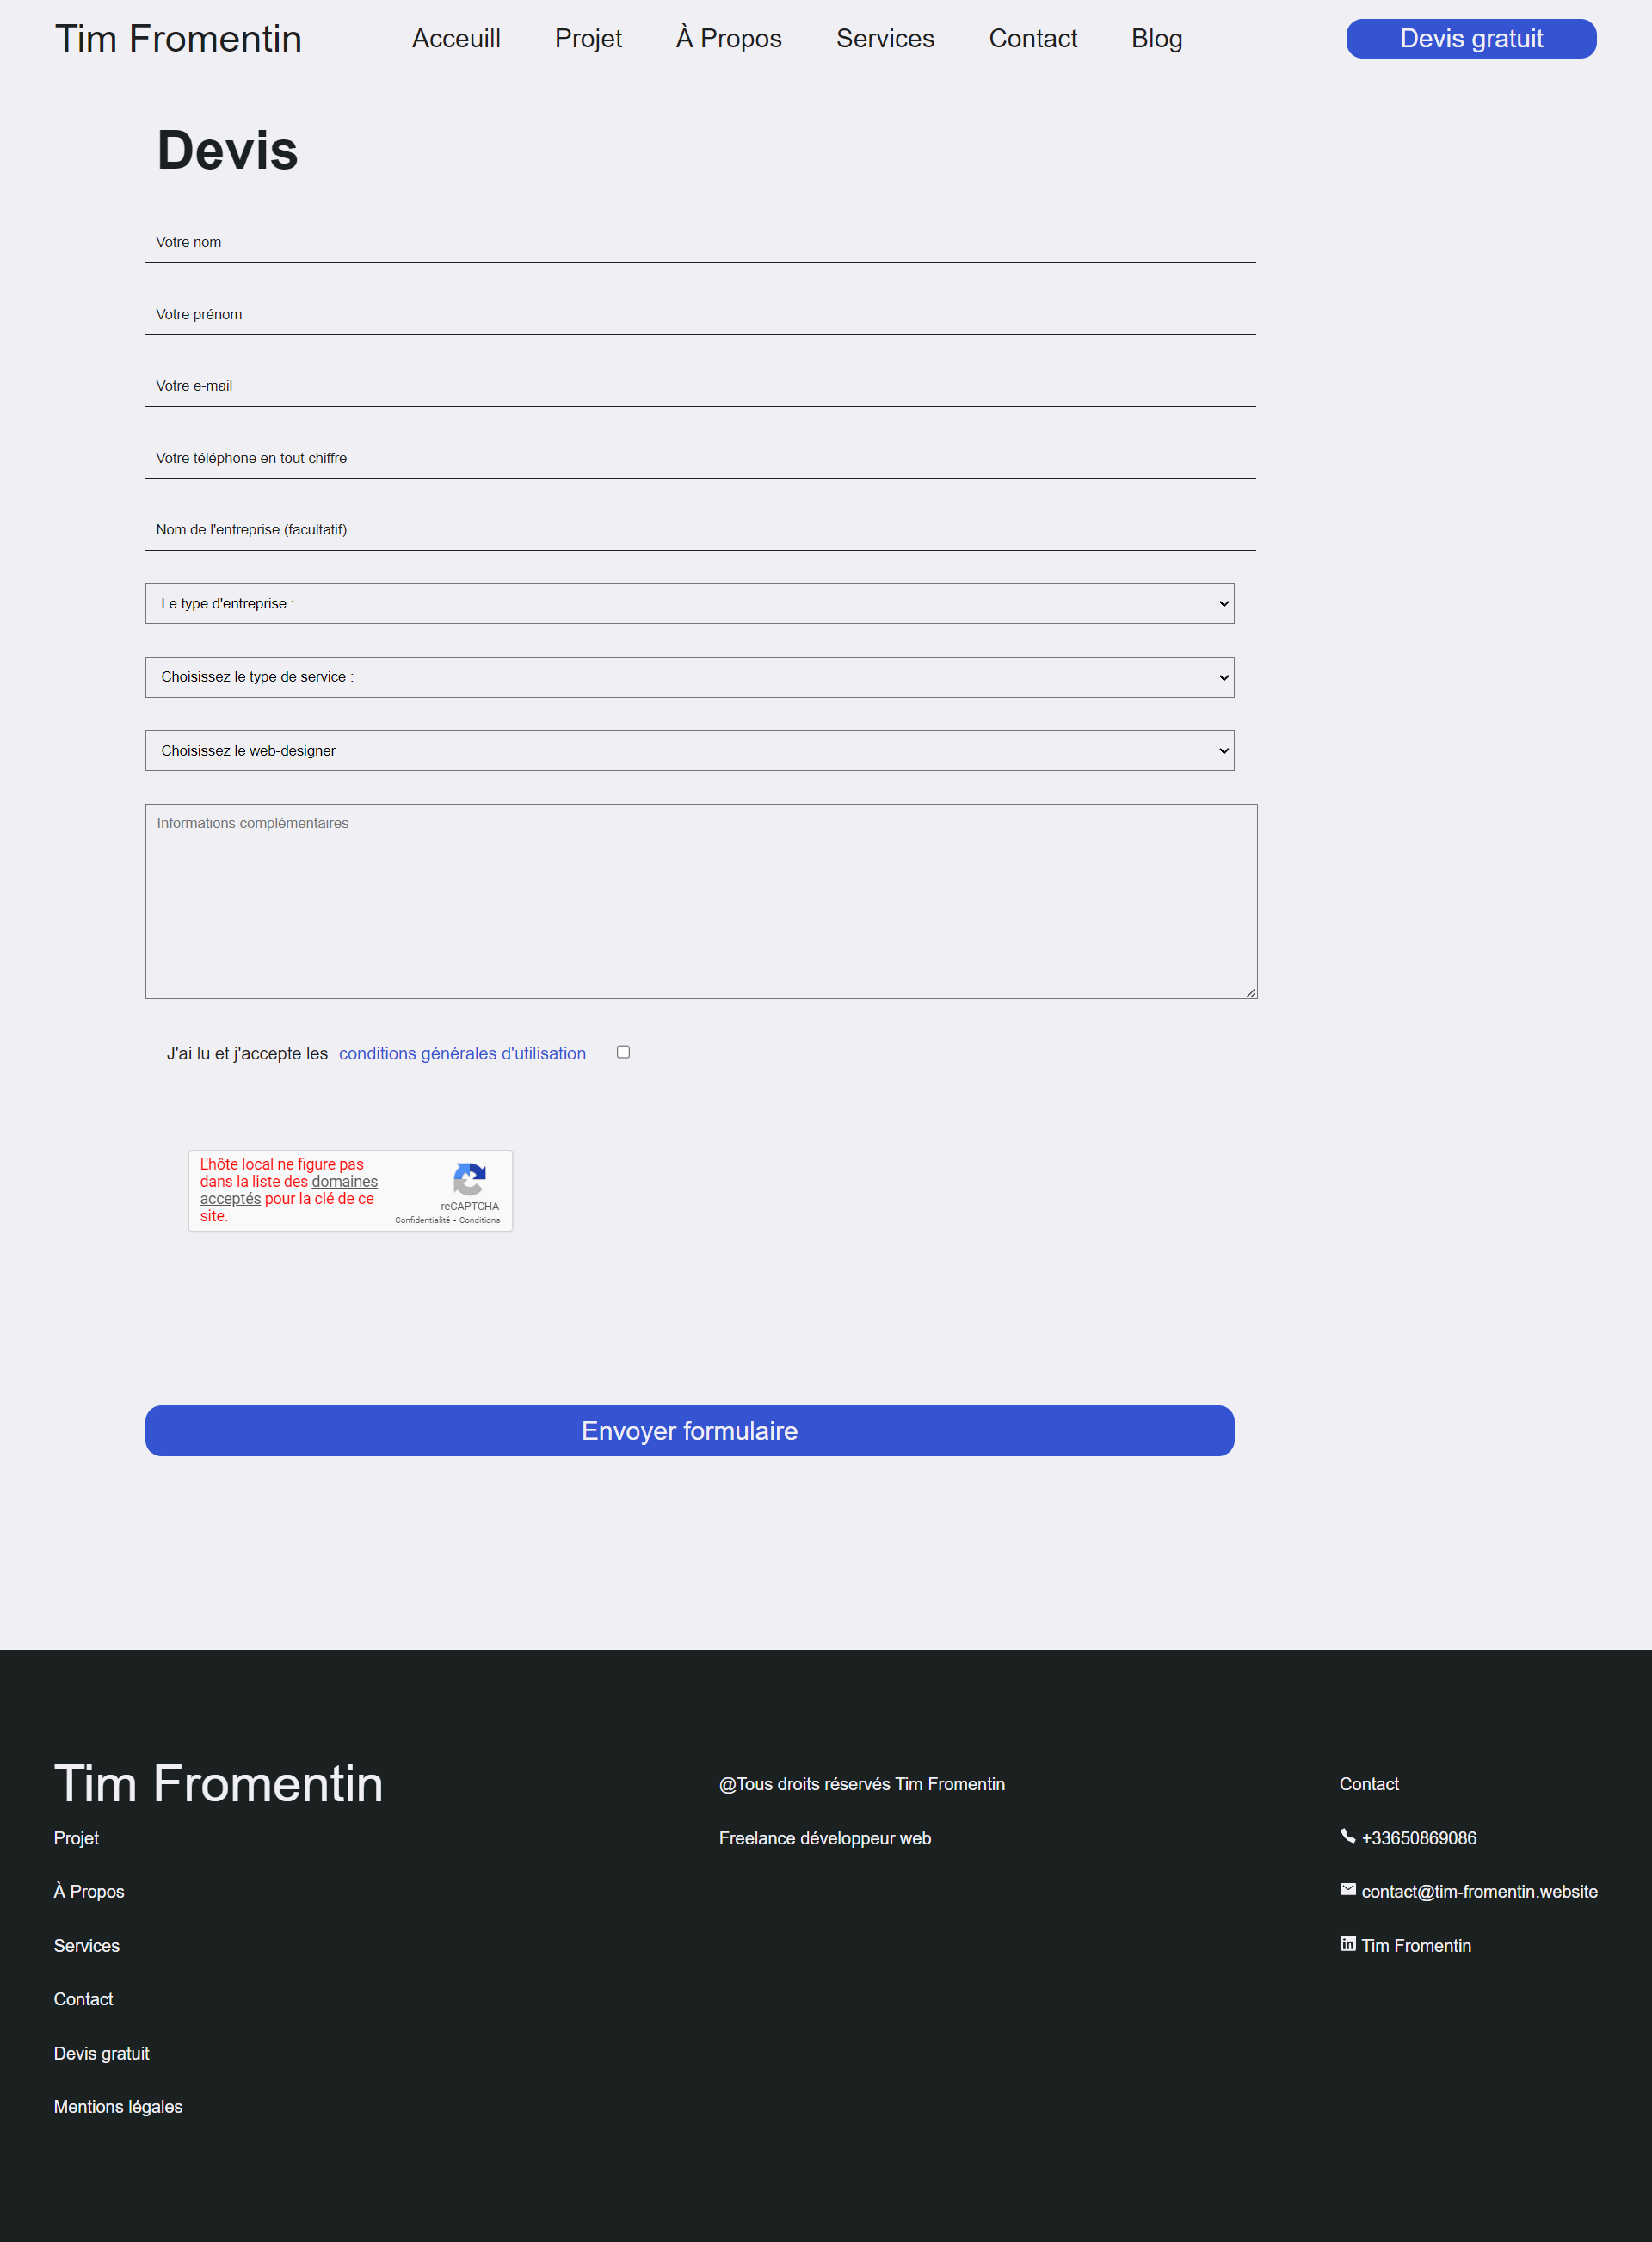 Tim Fromentin
Acceuill
Projet
À Propos
Services
Contact
Blog
Devis gratuit
Devis
Votre nom
Votre prénom
Votre e-mail
Votre téléphone en tout chiffre
Nom de l'entreprise (facultatif)
Le type d'entreprise :
Choisissez le type de service :
Choisissez le web-designer
Informations complémentaires
J'ai lu et j'accepte les conditions générales d'utilisation
L'hôte local ne figure pas
dans la liste des domaines
acceptés pour la clé de ce
site.
reCAPTCHA
Confidentialité - Conditions
Envoyer formulaire
Tim Fromentin
Projet
À Propos
Services
Contact
Devis gratuit
Mentions légales
@Tous droits réservés Tim Fromentin
Freelance développeur web
Contact
+33650869086
contact@tim-fromentin.website
Tim Fromentin